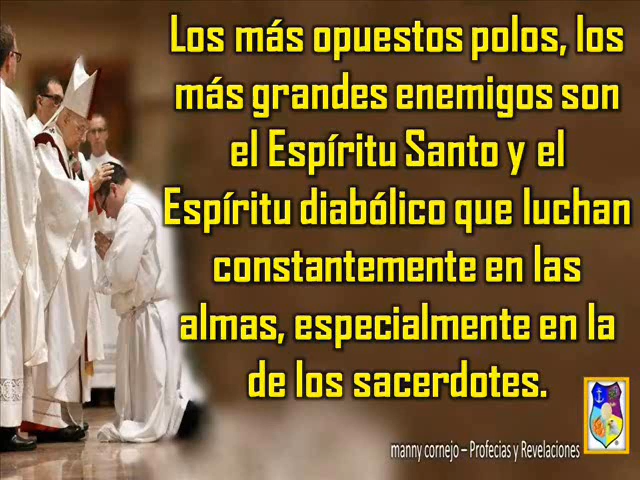 Los más opuestos polos, los
más grandes enemigos son
el Espíritu Santo y el
Espíritu diabólico que luchan
constantemente en las
almas, especialmente en la
de los sacerdotes.
manny cornejo – Profecias y Revelaciones